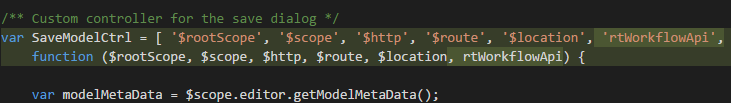 /** Custom controller for the save dialog */
var SaveModelCtrl = [ '$rootScope', '$scope', '$http', '$route', '$location', 'rtWorkflowApi',
function ($rootScope, $scope, $http, $route, $location, rtWorkflowApi) {
var modelMetaData = $scope.editor.getModelMetaData();